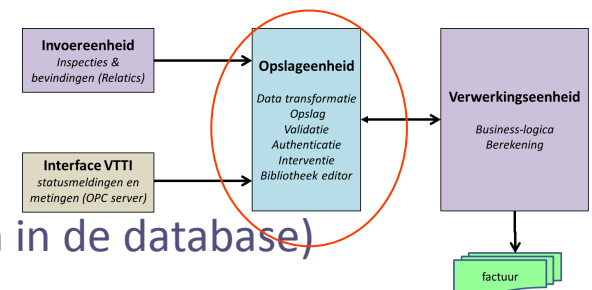 Invoereenheid
Inspecties &
bevindingen (Relatics)
Interface VTTI
statusmeldingen en
metingen (OPC server)
Opslageenheid
Data transformatie
Opslag
Validatie
Authenticatie
Interventie
Bibliotheek editor
Verwerkingseenheid
Business-logica
Berekening
in de database)
factuur